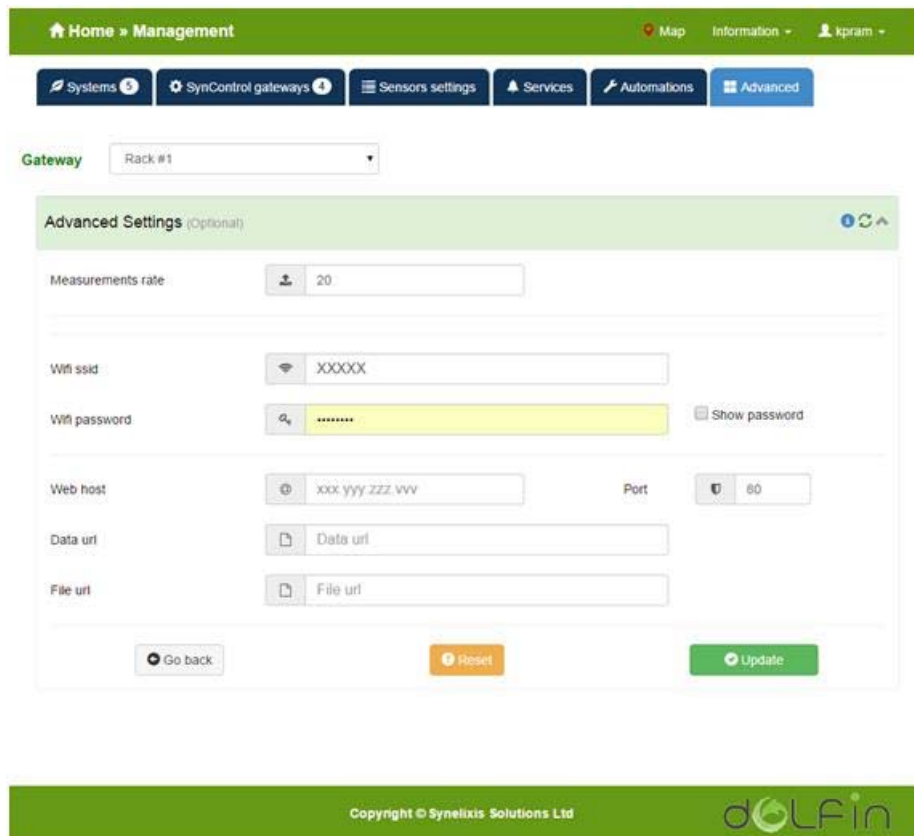 Home » Management Map Information kpram
Systems 5 SynControl gateways 4 Sensors settings Services Automations Advanced
Gateway Rack #1
Advanced Settings (Optional)
Measurements rate 20
Wifi ssid XXXXX
Wifi password •••••••• Show password
Web host xxx.yyy.zzz.vvv Port 80
Data url Data url
File url File url
Go back Reset Update
Copyright © Synelixis Solutions Ltd dOLFin